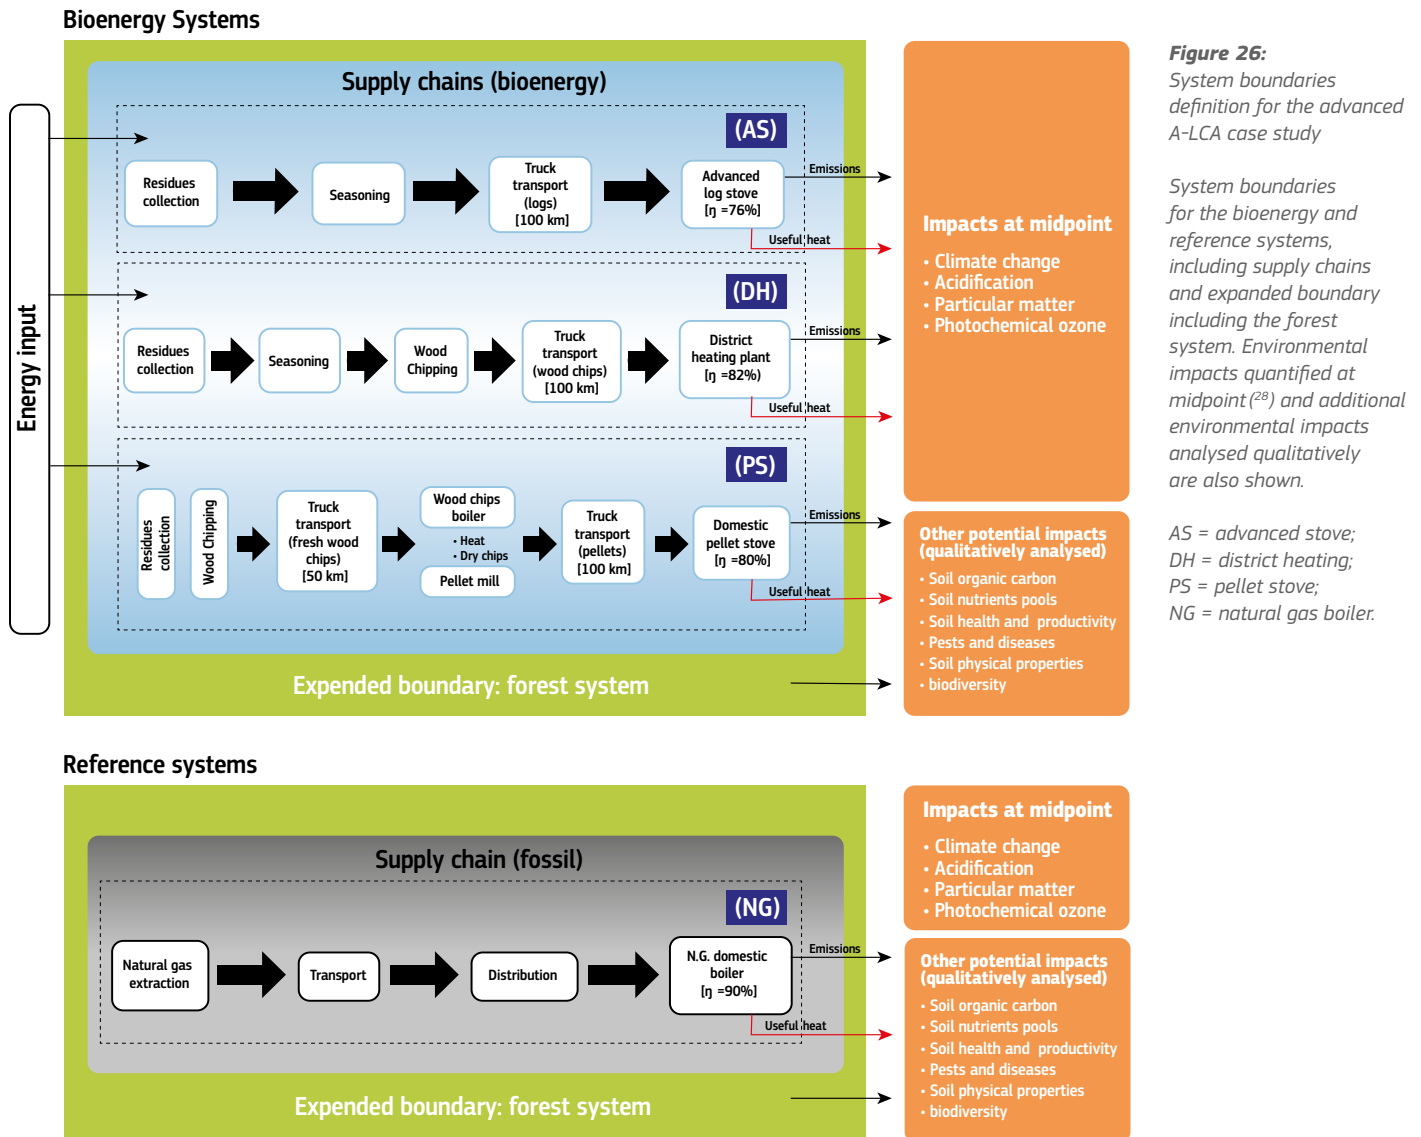 Bioenergy Systems
Energy input
Supply chains (bioenergy)
(AS)
Residues
collection
Seasoning
Truck
transport
(logs)
[100 km]
Advanced
log stove
[η =76%]
Emissions
Useful heat
(DH)
Residues
collection
Seasoning
Wood
Chipping
Truck
transport
(wood chips)
[100 km]
District
heating plant
[η =82%)
Emissions
Useful heat
(PS)
Residues
collection
Wood Chipping
Truck
transport
(fresh wood
chips)
[50 km]
Wood chips
boiler
• Heat
• Dry chips
Pellet mill
Truck
transport
(pellets)
[100 km]
Domestic
pellet stove
[η =80%]
Emissions
Useful heat
Expended boundary: forest system
Impacts at midpoint
• Climate change
• Acidification
• Particular matter
• Photochemical ozone
Other potential impacts
(qualitatively analysed)
• Soil organic carbon
• Soil nutrients pools
• Soil health and productivity
• Pests and diseases
• Soil physical properties
• biodiversity
Figure 26:
System boundaries
definition for the advanced
A-LCA case study
System boundaries
for the bioenergy and
reference systems,
including supply chains
and expanded boundary
including the forest
system. Environmental
impacts quantified at
midpoint (28) and additional
environmental impacts
analysed qualitatively
are also shown.
AS = advanced stove;
DH = district heating;
PS = pellet stove;
NG = natural gas boiler.
Reference systems
Supply chain (fossil)
(NG)
Natural gas
extraction
Transport
Distribution
N.G. domestic
boiler
[η =90%]
Emissions
Useful heat
Expended boundary: forest system
Impacts at midpoint
• Climate change
• Acidification
• Particular matter
• Photochemical ozone
Other potential impacts
(qualitatively analysed)
• Soil organic carbon
• Soil nutrients pools
• Soil health and productivity
• Pests and diseases
• Soil physical properties
• biodiversity